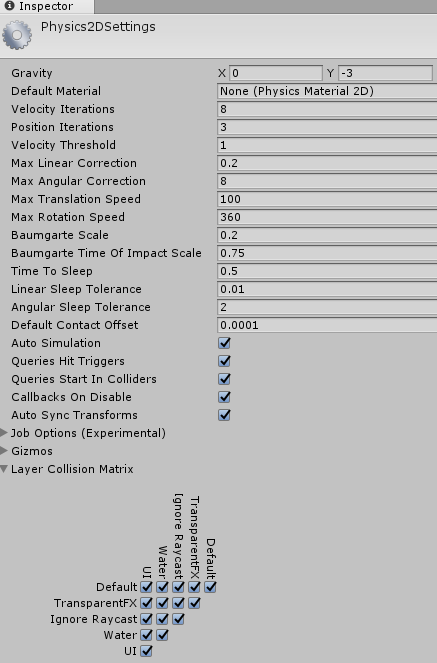 Inspector
Physics2DSettings
Gravity X 0 Y -3
Default Material None (Physics Material 2D)
Velocity Iterations 8
Position Iterations 3
Velocity Threshold 1
Max Linear Correction 0.2
Max Angular Correction 8
Max Translation Speed 100
Max Rotation Speed 360
Baumgarte Scale 0.2
Baumgarte Time Of Impact Scale 0.75
Time To Sleep 0.5
Linear Sleep Tolerance 0.01
Angular Sleep Tolerance 2
Default Contact Offset 0.0001
Auto Simulation
Queries Hit Triggers
Queries Start In Colliders
Callbacks On Disable
Auto Sync Transforms
Job Options (Experimental)
Gizmos
Layer Collision Matrix
UI
Water
Ignore Raycast
TransparentFX
Default
Default
TransparentFX
Ignore Raycast
Water
UI